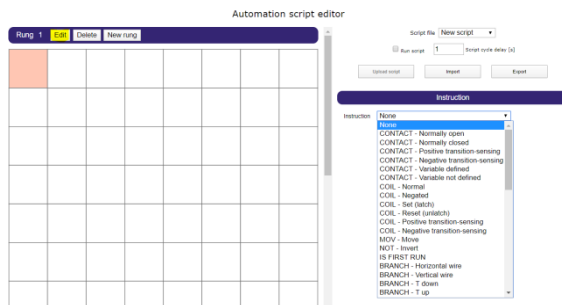 Automation script editor
Rung 1 Edit Delete New rung
Script file New script
Run script 1 Script cycle delay [s]
Upload script Import Export
Instruction
Instruction None
None
CONTACT - Normally open
CONTACT - Normally closed
CONTACT - Positive transition-sensing
CONTACT - Negative transition-sensing
CONTACT - Variable defined
CONTACT - Variable not defined
COIL - Normal
COIL - Negated
COIL - Set (latch)
COIL - Reset (unlatch)
COIL - Positive transition-sensing
COIL - Negative transition-sensing
MOV - Move
NOT - Invert
IS FIRST RUN
BRANCH - Horizontal wire
BRANCH - Vertical wire
BRANCH - T down
BRANCH - T up